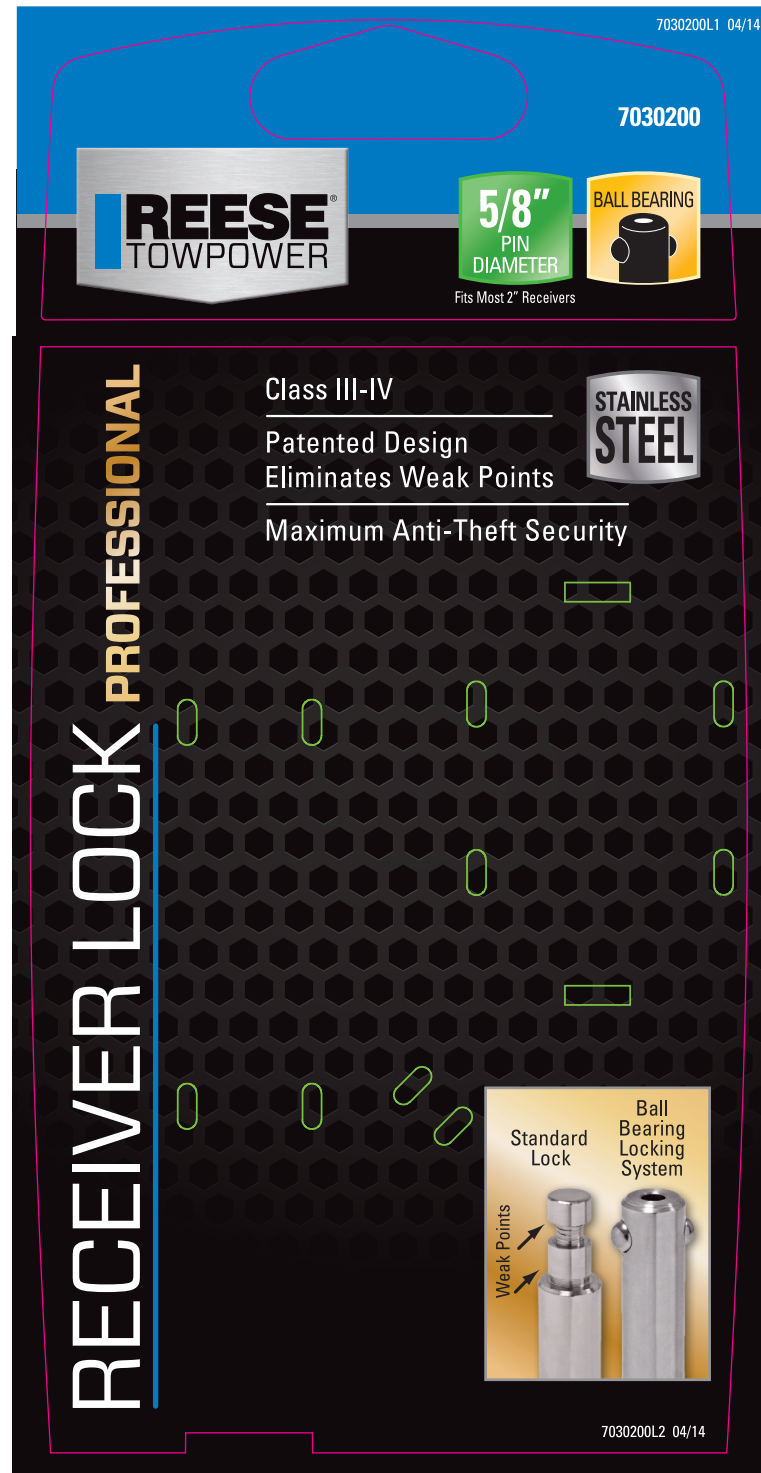 7030200L1 04/14
7030200
REESE®
TOWPOWER
5/8”
PIN
DIAMETER
Fits Most 2” Receivers
BALL BEARING
PROFESSIONAL
RECEIVER LOCK
Class III-IV
Patented Design
Eliminates Weak Points
Maximum Anti-Theft Security
STAINLESS
STEEL
Standard
Lock
Ball
Bearing
Locking
System
Weak Points
7030200L2 04/14